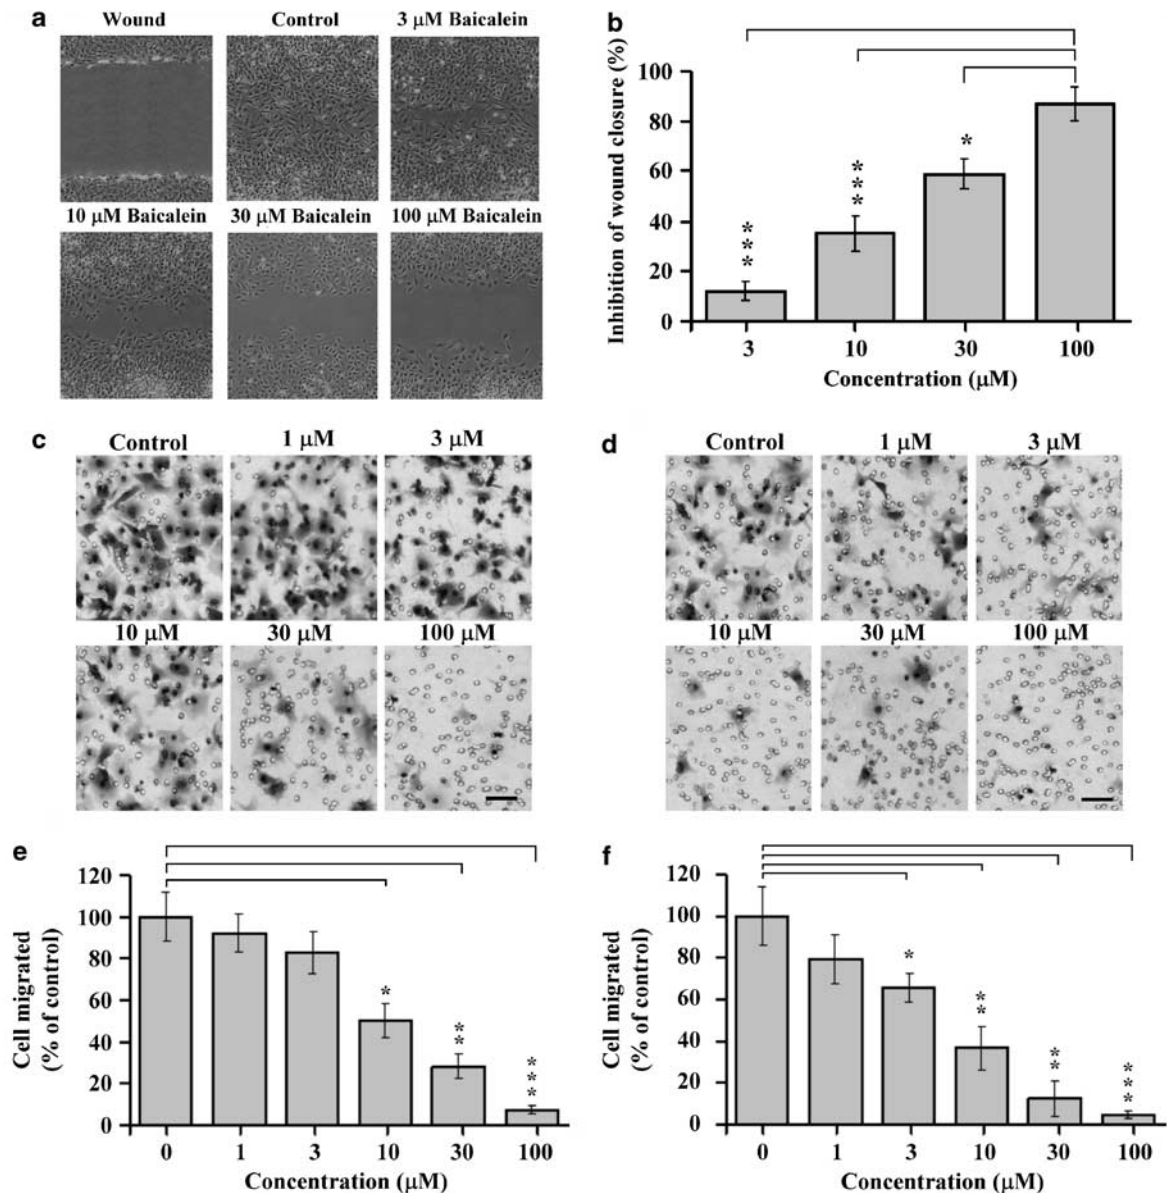 a
Wound Control 3 μM Baicalein
10 μM Baicalein 30 μM Baicalein 100 μM Baicalein
b
Inhibition of wound closure (%)
100
80
60
40
20
0
***
***
*
3 10 30 100
Concentration (μM)
c
Control 1 μM 3 μM
10 μM 30 μM 100 μM
d
Control 1 μM 3 μM
10 μM 30 μM 100 μM
e
Cell migrated
(% of control)
120
100
80
60
40
20
0
*
**
***
0 1 3 10 30 100
Concentration (μM)
f
Cell migrated
(% of control)
120
100
80
60
40
20
0
*
**
**
***
0 1 3 10 30 100
Concentration (μM)